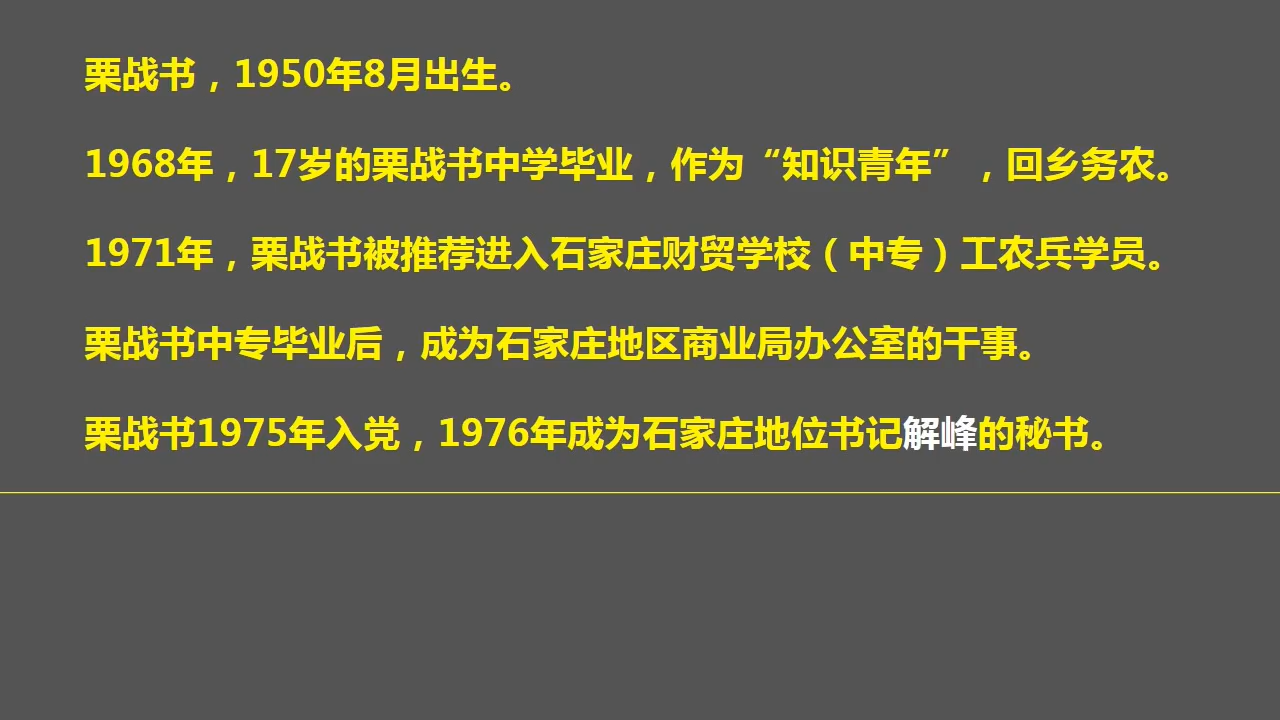 栗战书，1950年8月出生。
1968年，17岁的栗战书中学毕业，作为“知识青年”，回乡务农。
1971年，栗战书被推荐进入石家庄财贸学校（中专）工农兵学员。
栗战书中专毕业后，成为石家庄地区商业局办公室的干事。
栗战书1975年入党，1976年成为石家庄地位书记解峰的秘书。